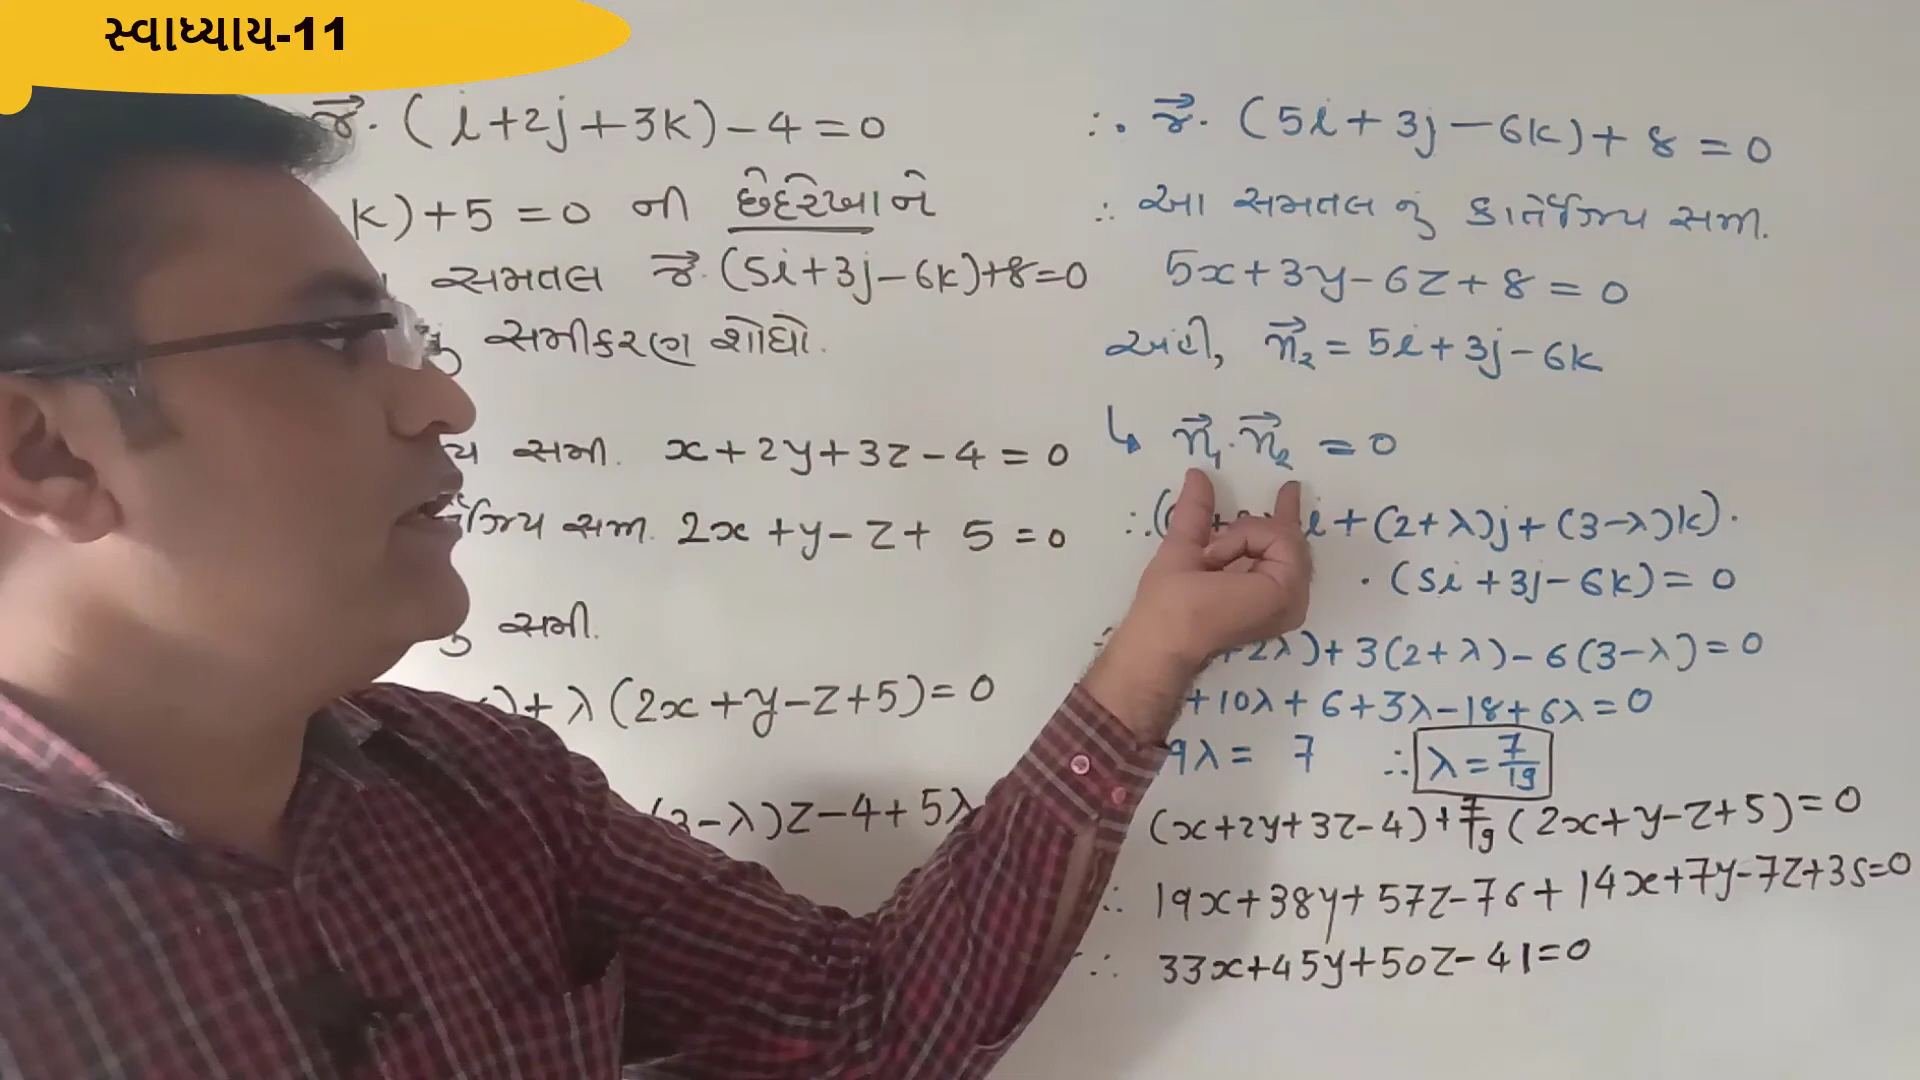 સ્વાધ્યાય-11
r⃗. (i+2j+3k)-4=0
k)+5=0 ની છેદરેખાને
સમતલ r⃗.(5i+3j-6k)+8=0
નું સમીકરણ શોધો.
સમી. x+2y+3z-4=0
ર્તેઝિય સમી. 2x+y-z+ 5=0
નું સમી.
)+λ(2x+y-z+5)=0
(3-λ)z-4+5λ
∴ r⃗. (5i+3j-6k)+8=0
∴ આ સમતલ નું કાર્તેઝિય સમી.
5x+3y-6z+8=0
અહી, n⃗₂=5i+3j-6k
↳ n⃗₁.n⃗₂=0
∴( i+(2+λ)j+(3-λ)k).
.(5i+3j-6k)=0
+2λ)+3(2+λ)-6(3-λ)=0
+10λ+6+3λ-18+6λ=0
9λ= 7 ∴ λ=7/19
(x+2y+3z-4)+7/19(2x+y-z+5)=0
∴ 19x+38y+57z-76+14x+7y-7z+35=0
∴ 33x+45y+50z-41=0